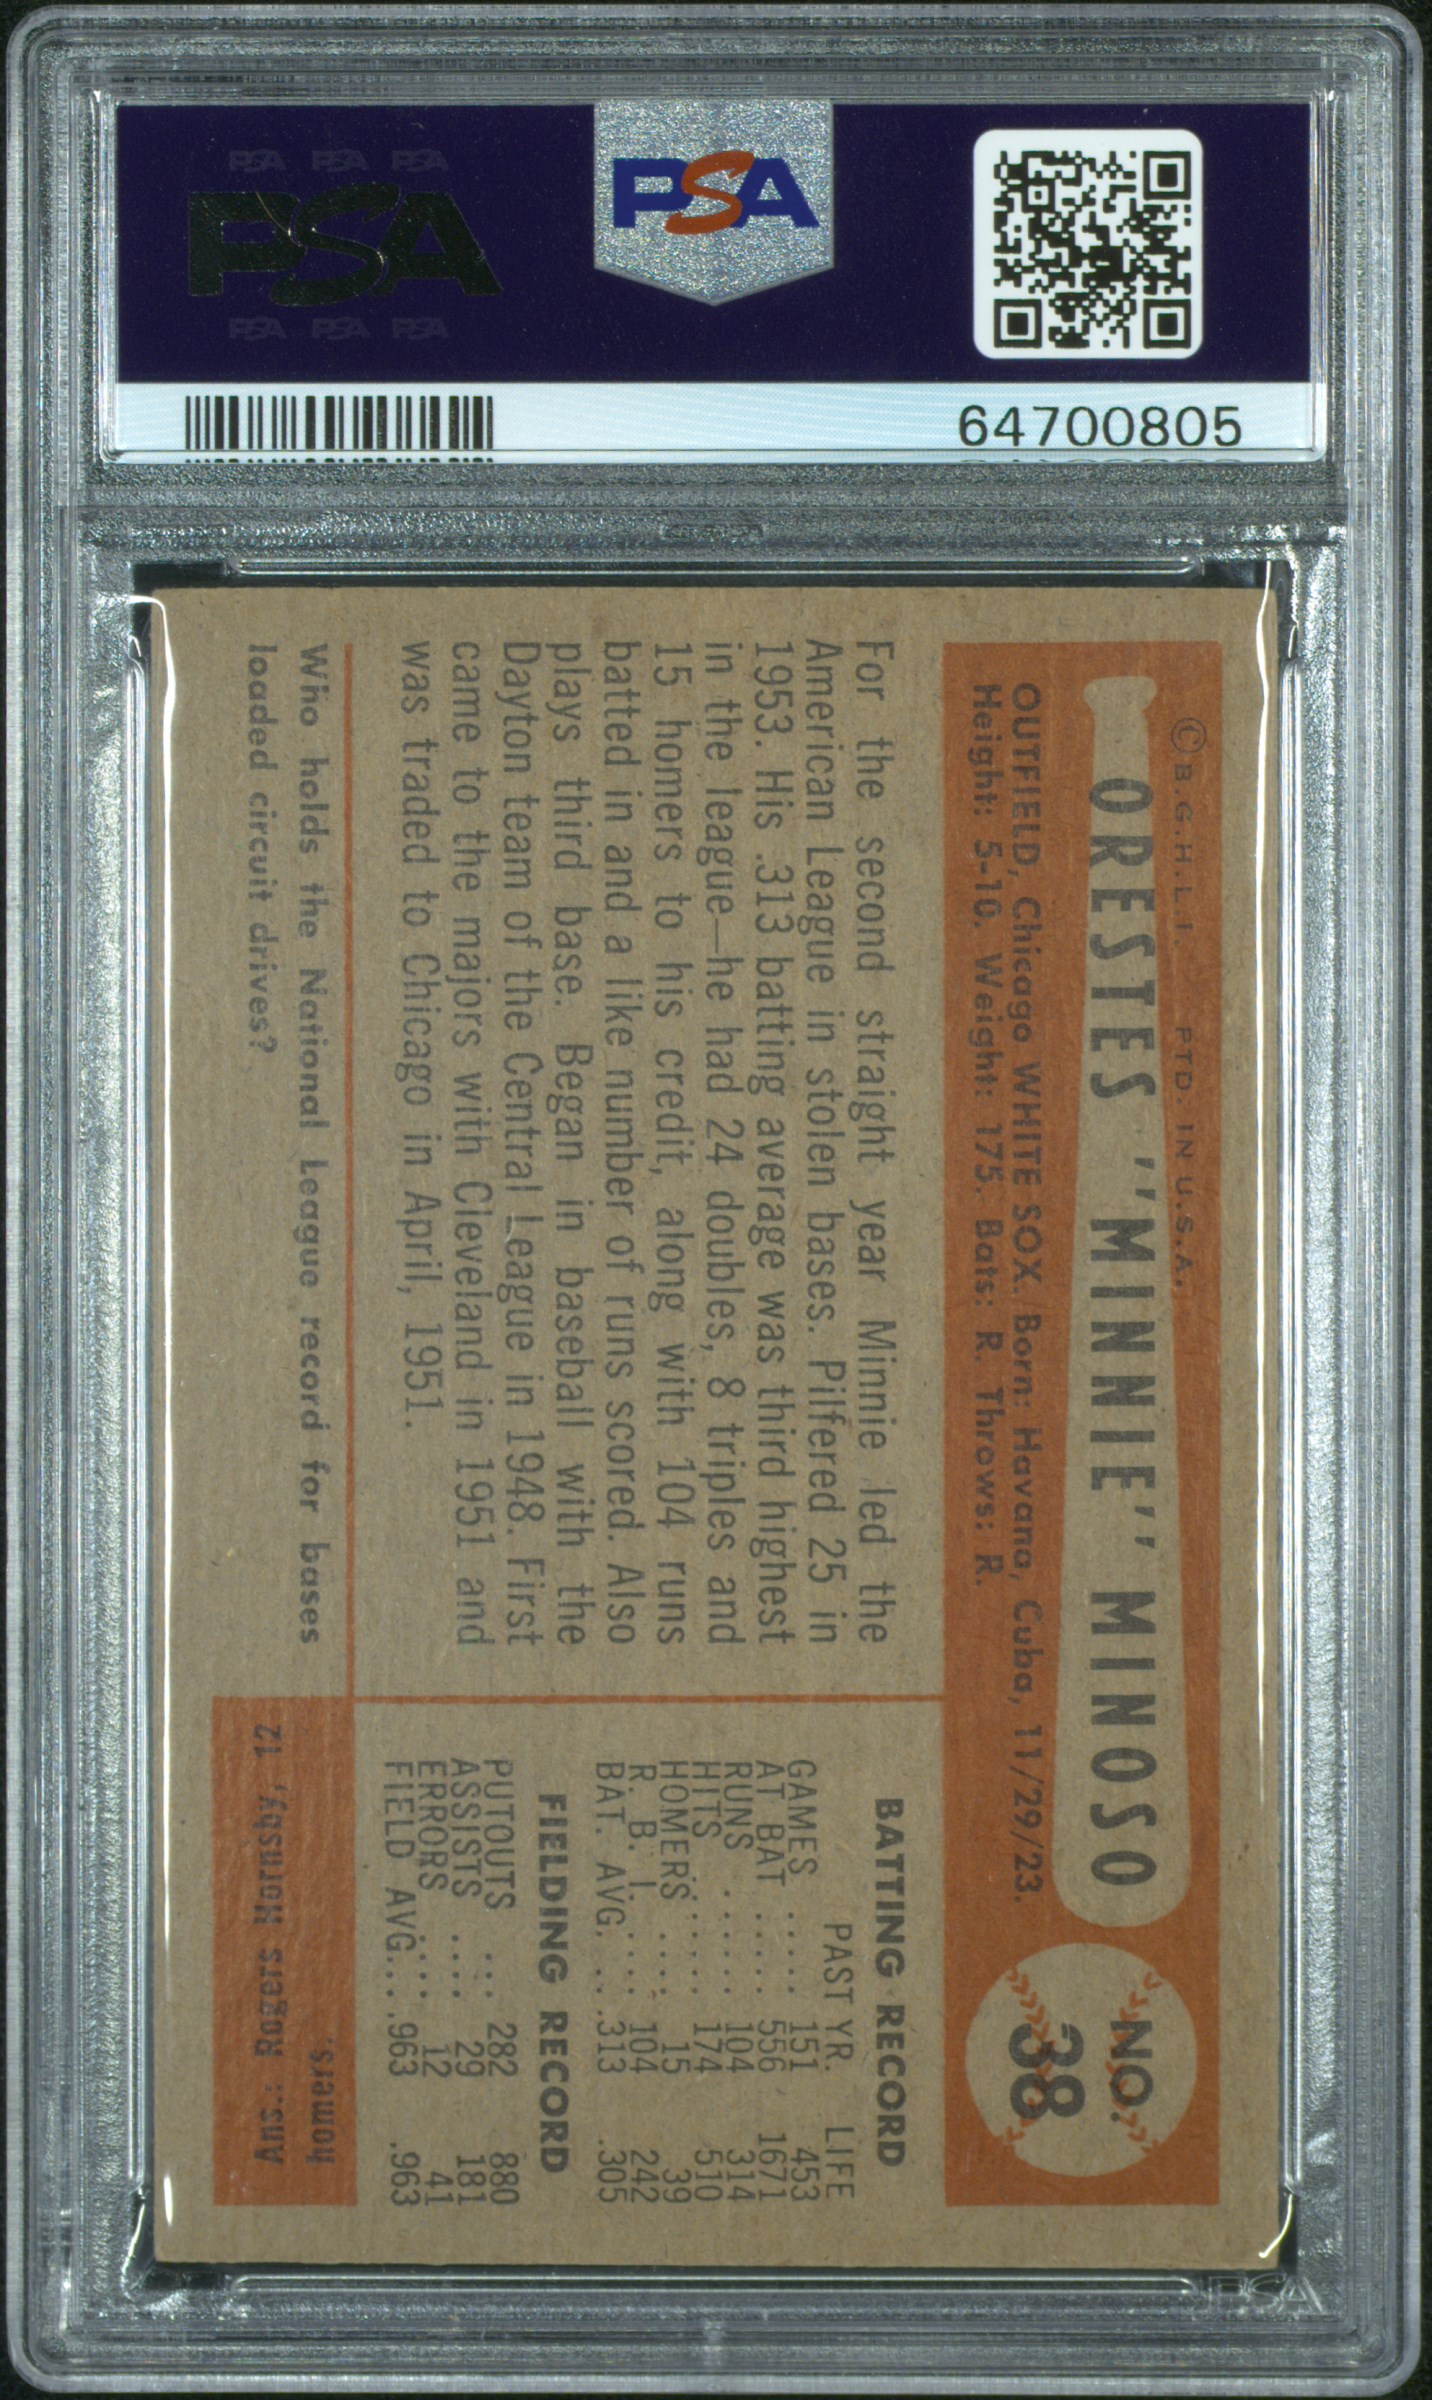 PSA PSA PSA
PSA
PSA PSA PSA
PSA
64700805
© B.G.H.L.I. PTD. IN U.S.A.
ORESTES "MINNIE" MINOSO
NO.
38
OUTFIELD, Chicago WHITE SOX. Born: Havana, Cuba, 11/29/23.
Height: 5-10. Weight: 175. Bats: R. Throws: R.
For the second straight year Minnie led the
American League in stolen bases. Pilfered 25 in
1953. His .313 batting average was third highest
in the league—he had 24 doubles, 8 triples and
15 homers to his credit, along with 104 runs
batted in and a like number of runs scored. Also
plays third base. Began in baseball with the
Dayton team of the Central League in 1948. First
came to the majors with Cleveland in 1951 and
was traded to Chicago in April, 1951.
BATTING RECORD
PAST YR. LIFE
GAMES ..... 151 453
AT BAT ..... 556 1671
RUNS ...... 104 314
HITS ...... 174 510
HOMERS .... 15 39
R. B. I. .... 104 242
BAT. AVG. ... .313 .305
FIELDING RECORD
PUTOUTS ... 282 880
ASSISTS .... 29 181
ERRORS .... 12 41
FIELD AVG. .. .963 .963
Who holds the National League record for bases
loaded circuit drives?
Ans.: Rogers Hornsby, 12
homers.
PSA